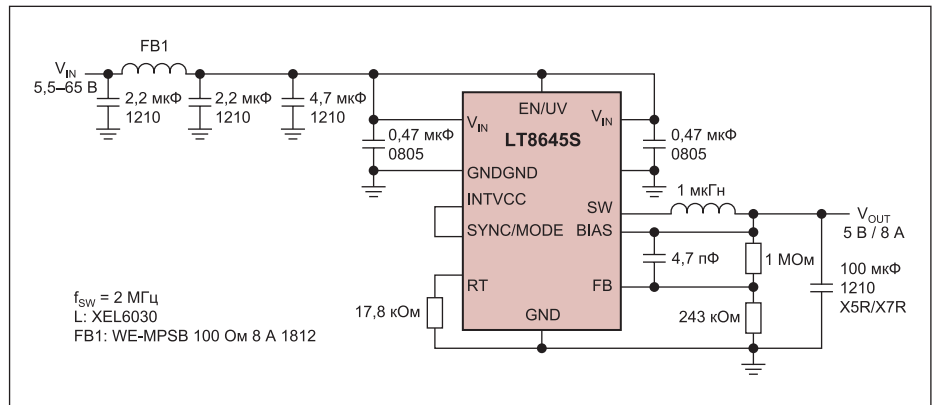 FB1
V_IN
5,5–65 В
2,2 мкФ
1210
2,2 мкФ
1210
4,7 мкФ
1210
0,47 мкФ
0805
EN/UV
V_IN
V_IN
LT8645S
GNDGND
INTVCC
SYNC/MODE
RT
GND
SW
BIAS
FB
0,47 мкФ
0805
1 мкГн
V_OUT
5 В / 8 А
4,7 пФ
1 МОм
100 мкФ
1210
X5R/X7R
17,8 кОм
243 кОм
f_SW = 2 МГц
L: XEL6030
FB1: WE-MPSB 100 Ом 8 А 1812